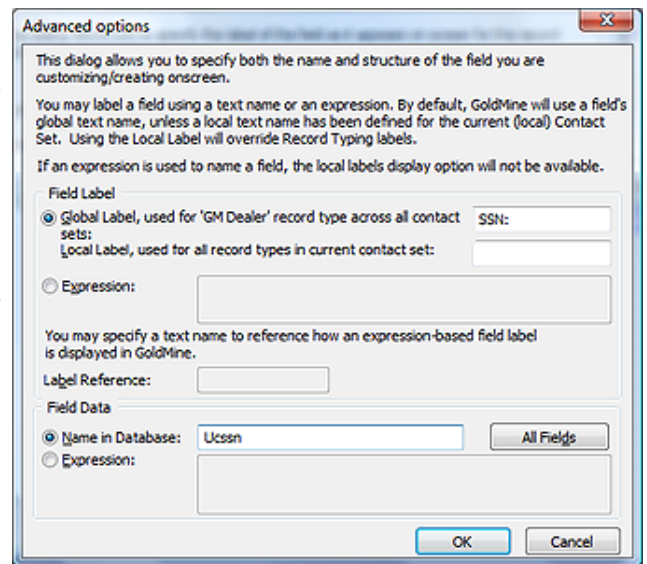 Advanced options
This dialog allows you to specify both the name and structure of the field you are
customizing/creating onscreen.
You may label a field using a text name or an expression. By default, GoldMine will use a field's
global text name, unless a local text name has been defined for the current (local) Contact
Set. Using the Local Label will override Record Typing labels.
If an expression is used to name a field, the local labels display option will not be available.
Field Label
Global Label, used for 'GM Dealer' record type across all contact
sets:
SSN:
Local Label, used for all record types in current contact set:
Expression:
You may specify a text name to reference how an expression-based field label
is displayed in GoldMine.
Label Reference:
Field Data
Name in Database: Ucssn All Fields
Expression:
OK Cancel